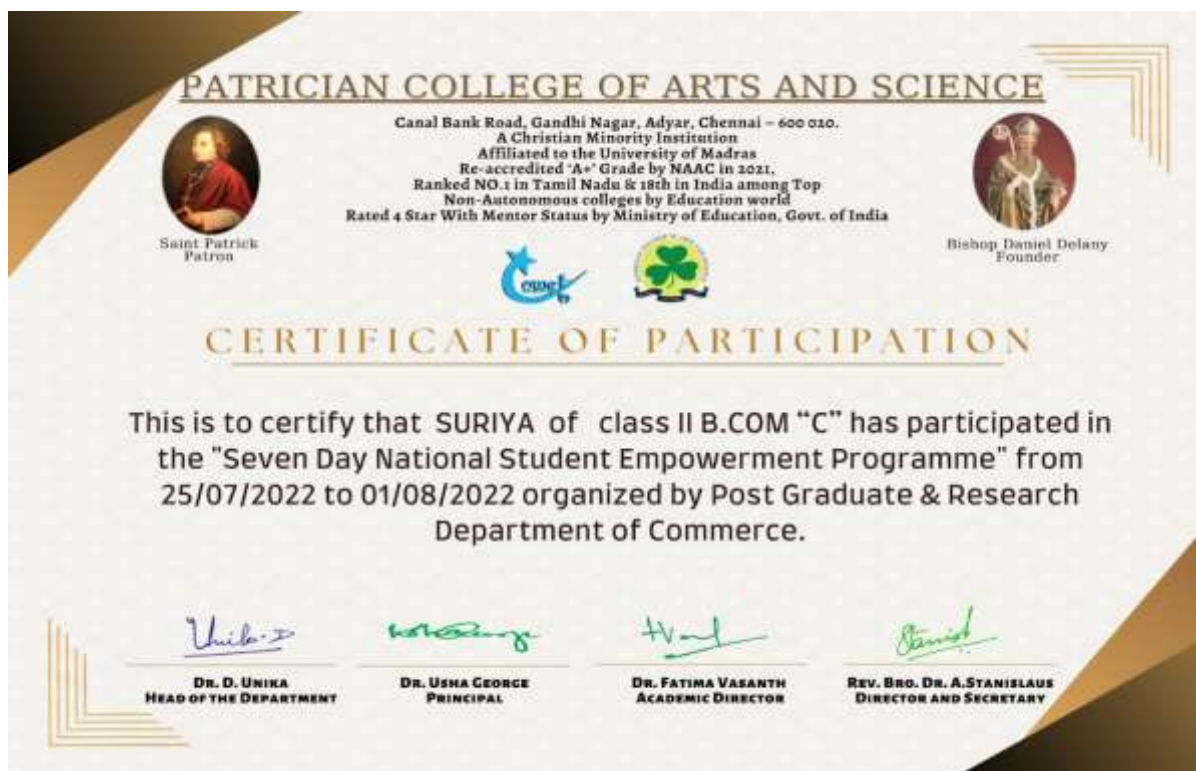 PATRICIAN COLLEGE OF ARTS AND SCIENCE
Canal Bank Road, Gandhi Nagar, Adyar, Chennai – 600 020.
A Christian Minority Institution
Affiliated to the University of Madras
Re-accredited 'A+' Grade by NAAC in 2021,
Ranked NO.1 in Tamil Nadu & 18th in India among Top
Non-Autonomous colleges by Education world
Rated 4 Star With Mentor Status by Ministry of Education, Govt. of India
Saint Patrick
Patron
Bishop Daniel Delany
Founder
CERTIFICATE OF PARTICIPATION
This is to certify that SURIYA of class II B.COM “C” has participated in
the "Seven Day National Student Empowerment Programme" from
25/07/2022 to 01/08/2022 organized by Post Graduate & Research
Department of Commerce.
Unika.D
Stanis
DR. D. UNIKA
HEAD OF THE DEPARTMENT
DR. USHA GEORGE
PRINCIPAL
DR. FATIMA VASANTH
ACADEMIC DIRECTOR
REV. BRO. DR. A.STANISLAUS
DIRECTOR AND SECRETARY